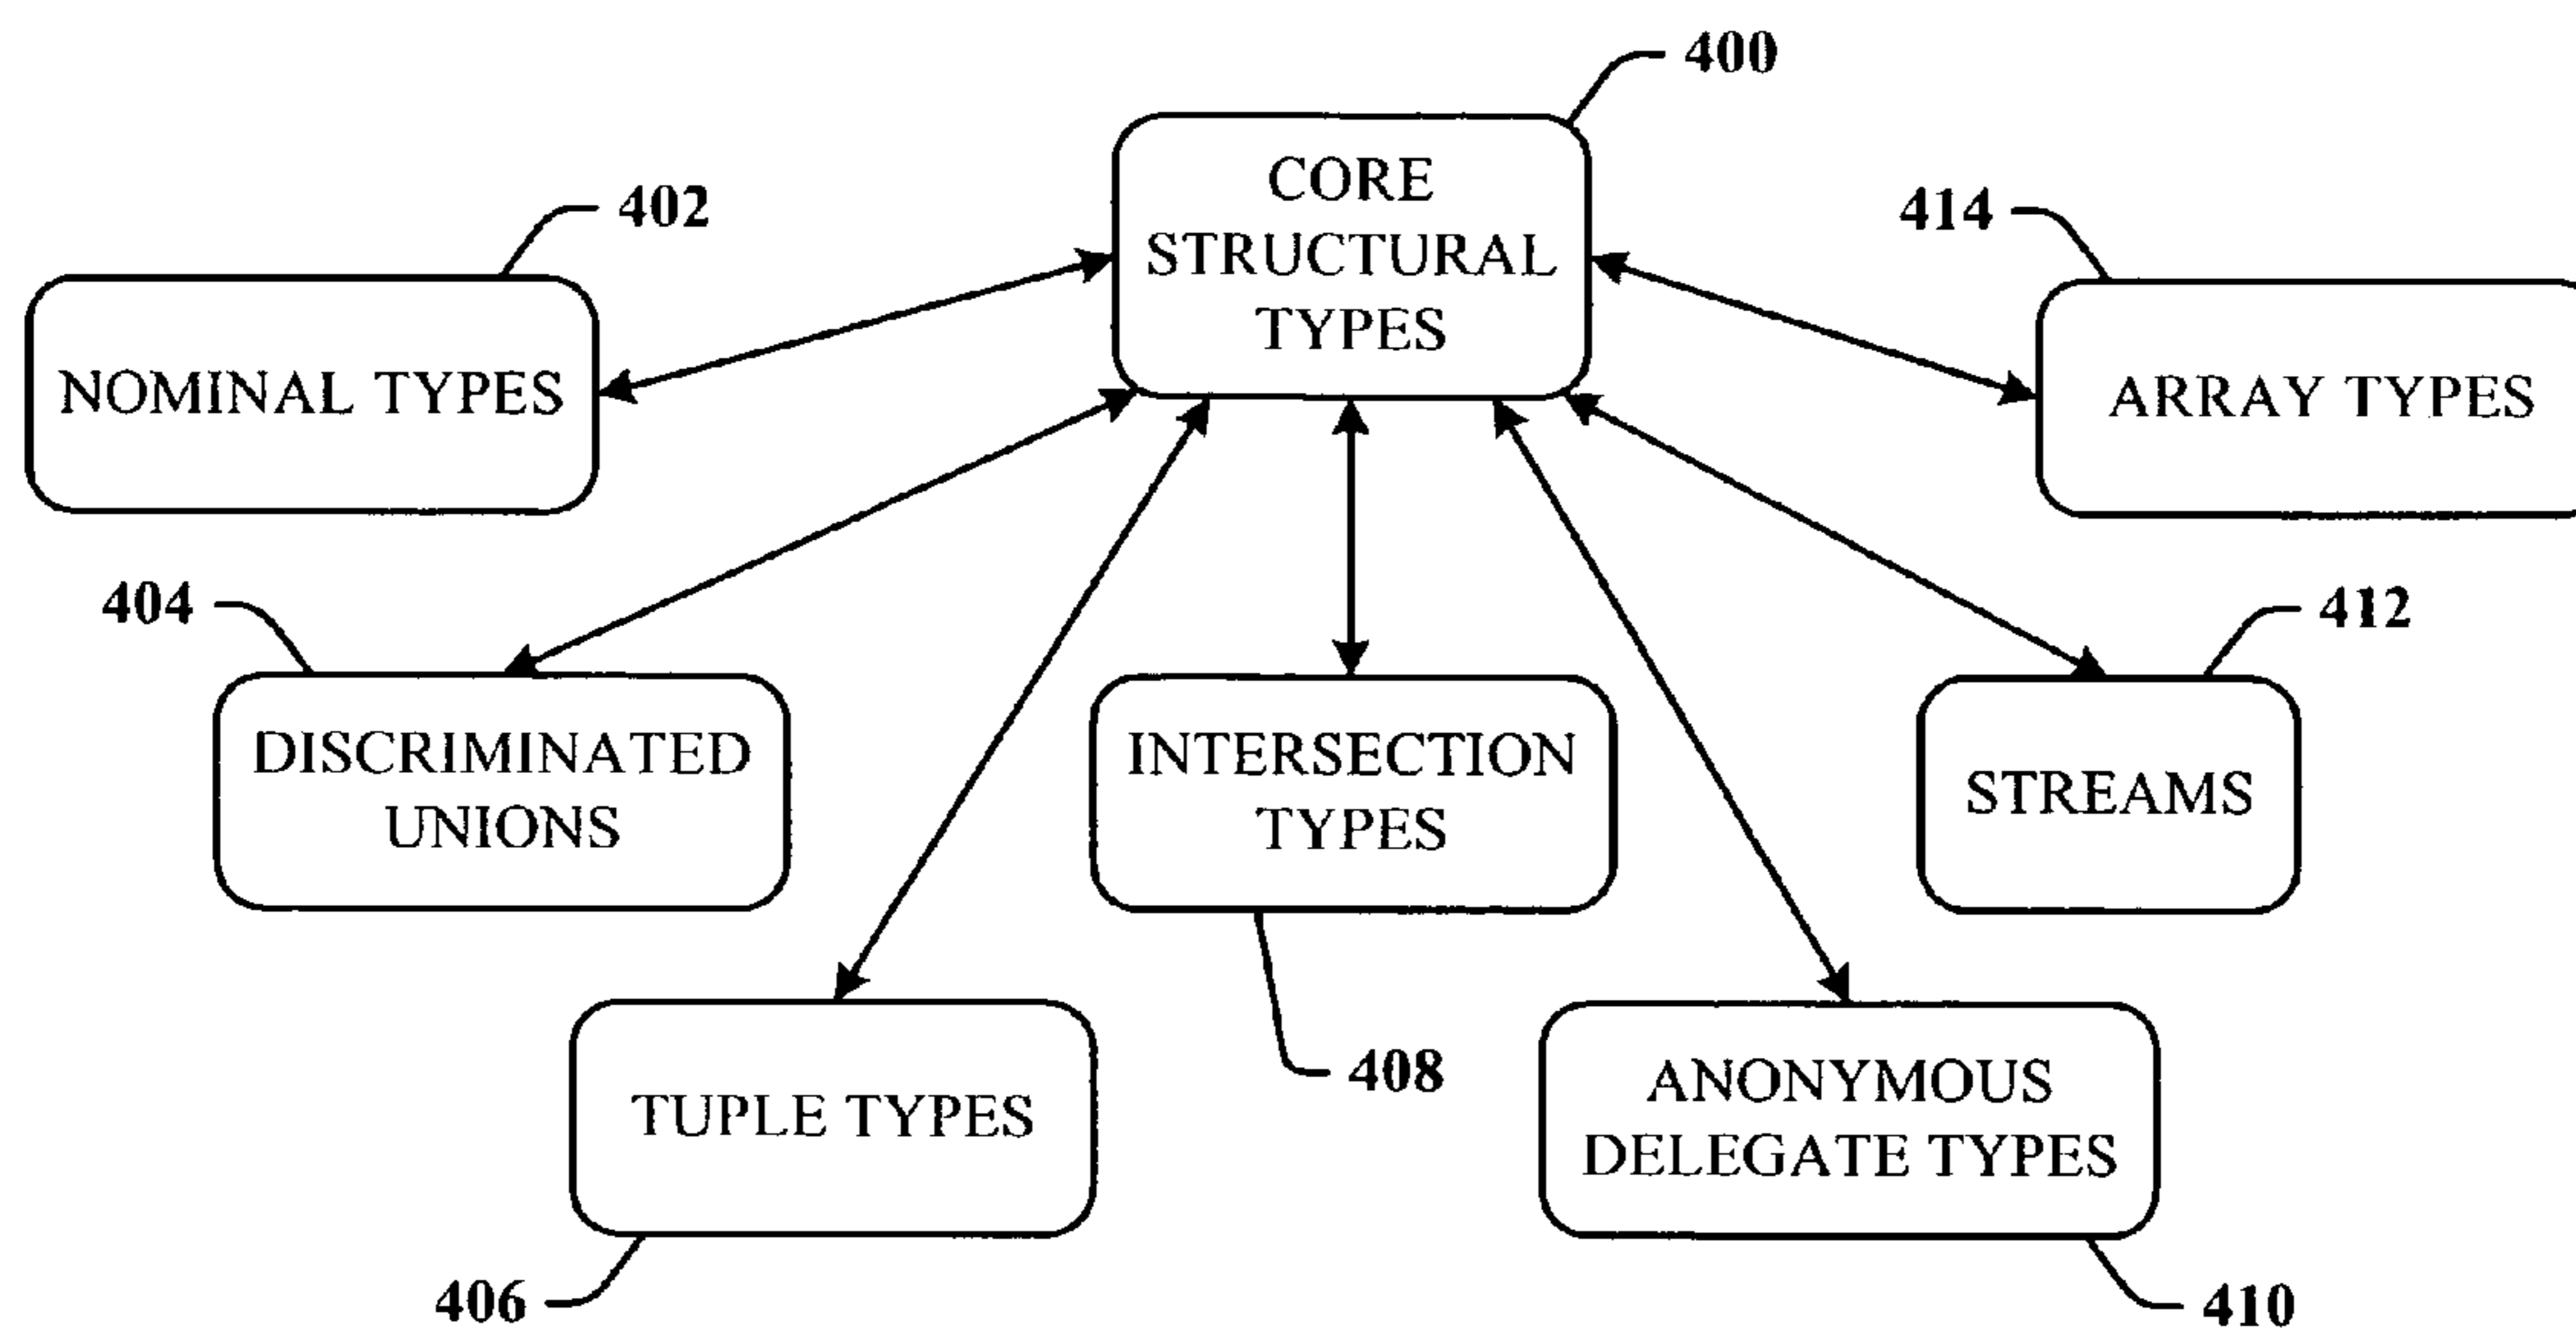 400
CORE
STRUCTURAL
TYPES
402
414
NOMINAL TYPES
ARRAY TYPES
404
412
DISCRIMINATED
UNIONS
INTERSECTION
TYPES
STREAMS
408
TUPLE TYPES
ANONYMOUS
DELEGATE TYPES
406
410